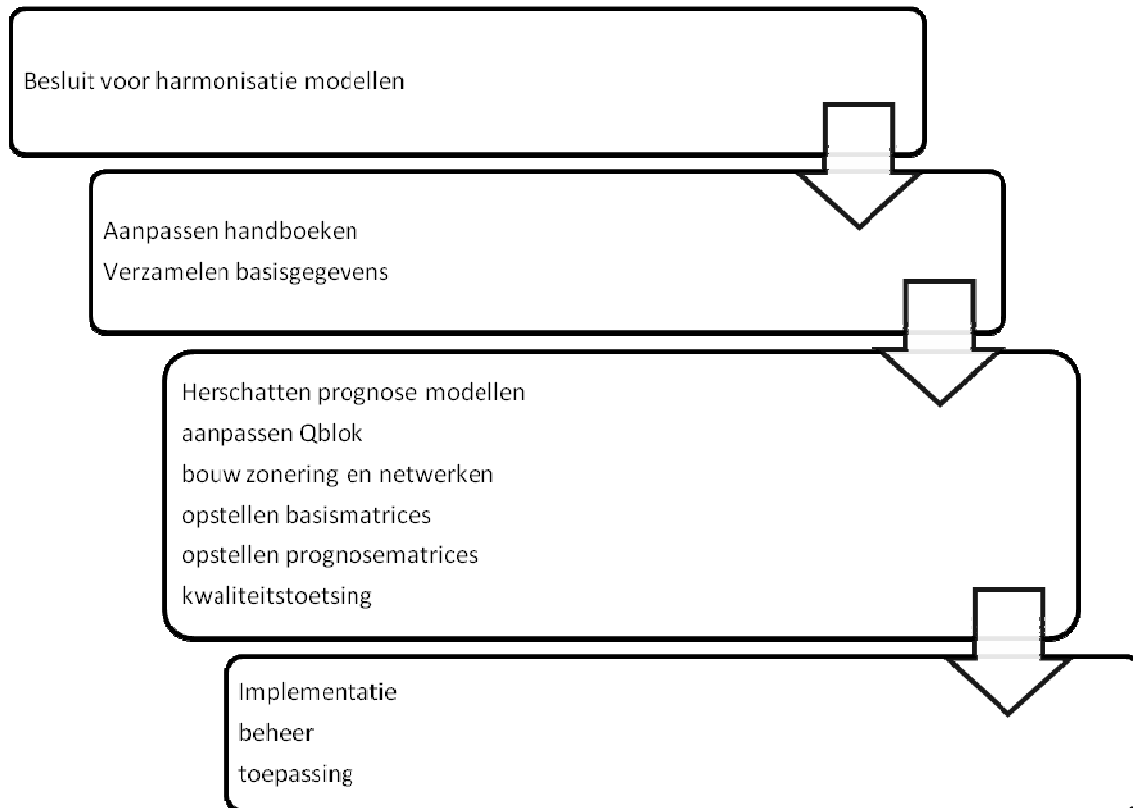 Besluit voor harmonisatie modellen
Aanpassen handboeken
Verzamelen basisgegevens
Herschatten prognose modellen
aanpassen Qblok
bouw zonering en netwerken
opstellen basismatrices
opstellen prognosematrices
kwaliteitstoetsing
Implementatie
beheer
toepassing